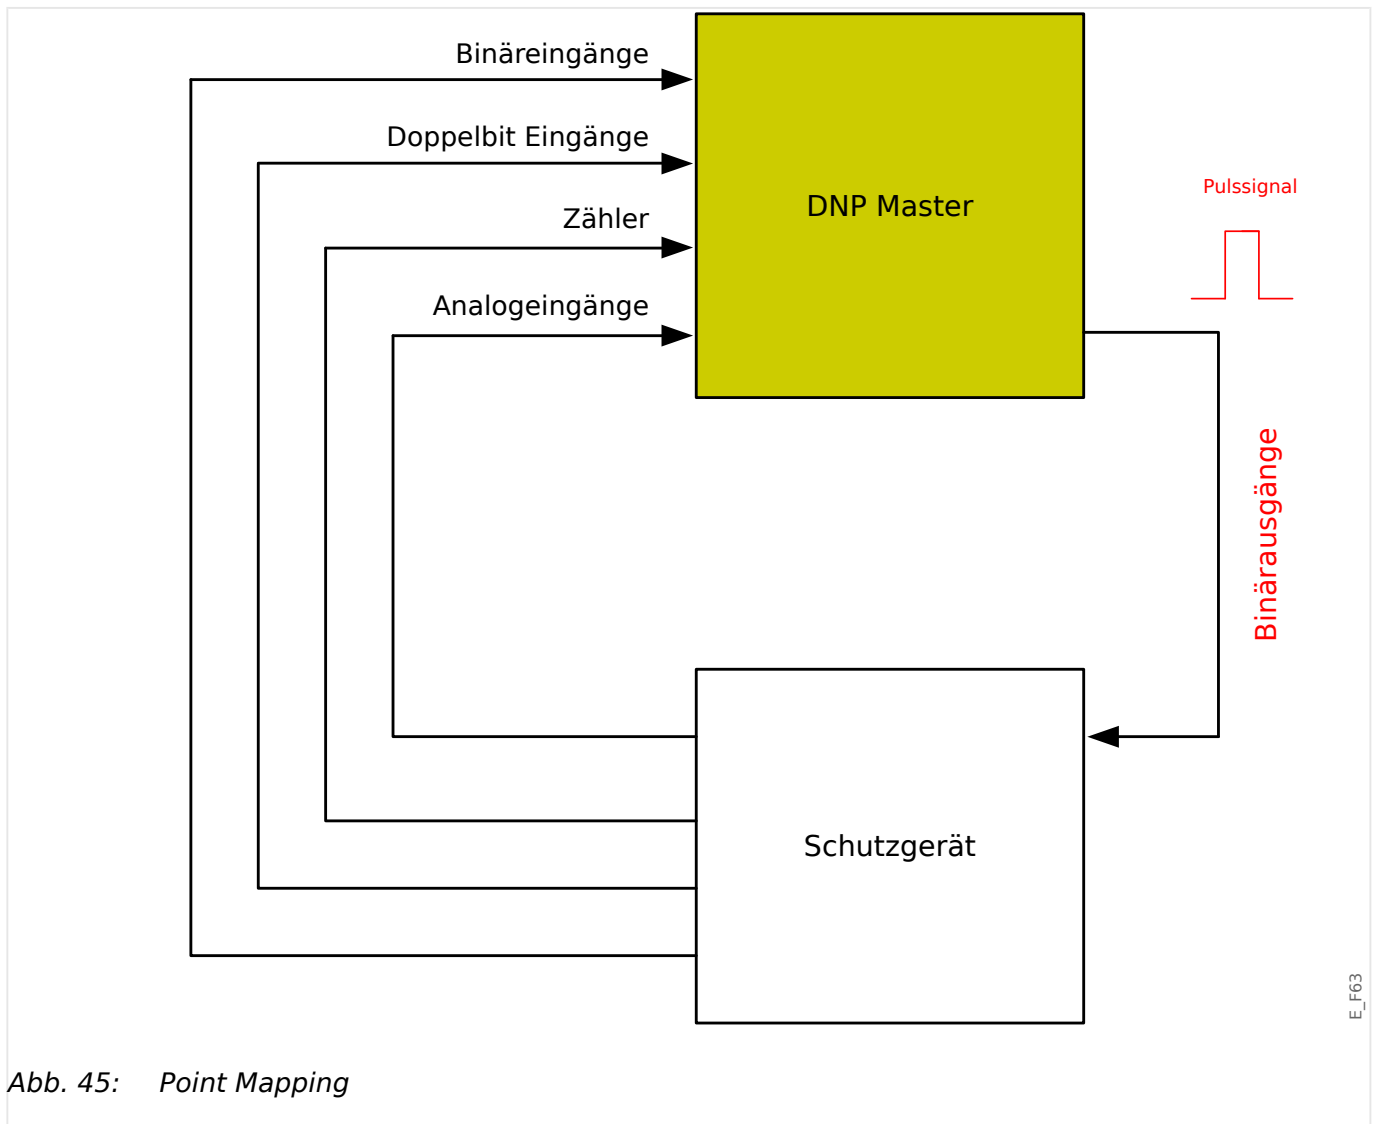 Binäreingänge
Doppelbit Eingänge
Zähler
Analogeingänge
DNP Master
Pulssignal
Binärausgänge
Schutzgerät
E_F63
Abb. 45: Point Mapping